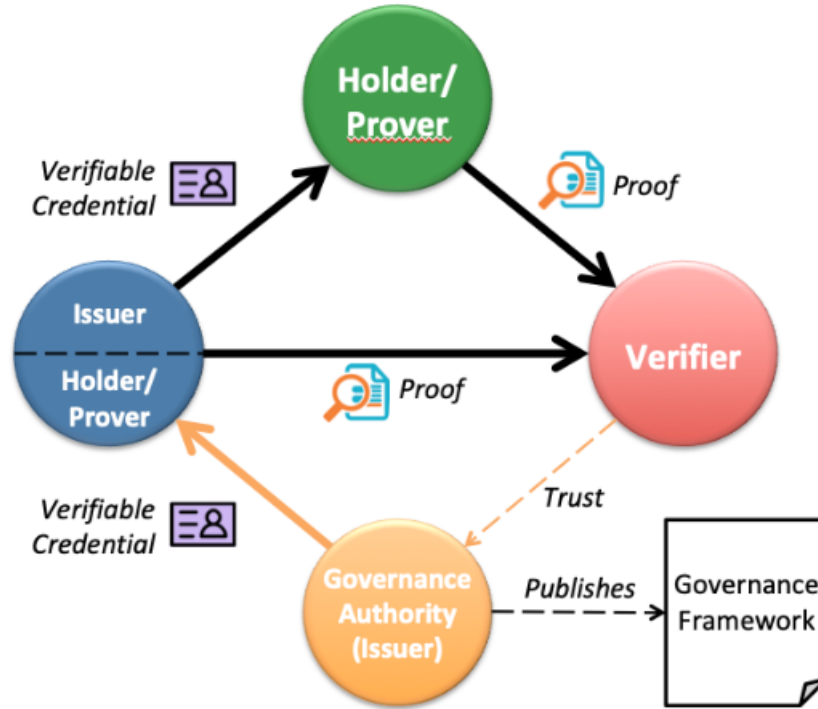 Holder/
Prover
Verifiable
Credential
Proof
Issuer
Holder/
Prover
Verifier
Proof
Verifiable
Credential
Trust
Governance
Authority
(Issuer)
Publishes
Governance
Framework